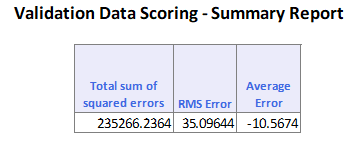 Validation Data Scoring - Summary Report
Total sum of squared errors RMS Error Average Error
235266.2364 35.09644 -10.5674